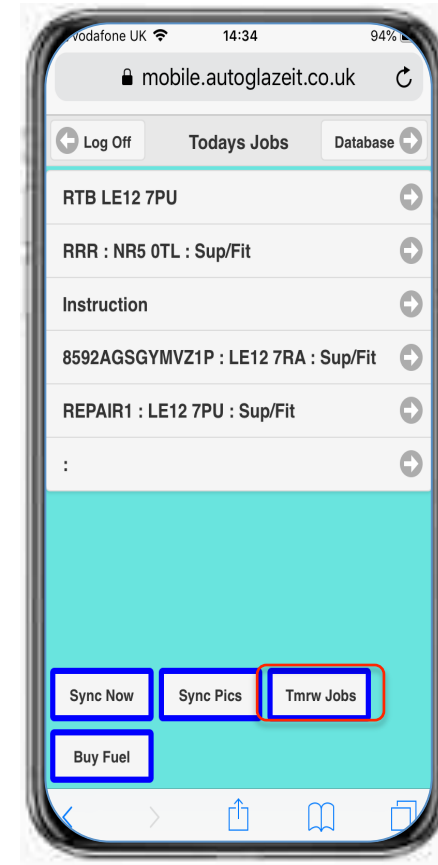 vodafone UK 14:34 94%
mobile.autoglazeit.co.uk
Log Off Todays Jobs Database
RTB LE12 7PU
RRR : NR5 0TL : Sup/Fit
Instruction
8592AGSGYMVZ1P : LE12 7RA : Sup/Fit
REPAIR1 : LE12 7PU : Sup/Fit
:
Sync Now Sync Pics Tmrw Jobs
Buy Fuel